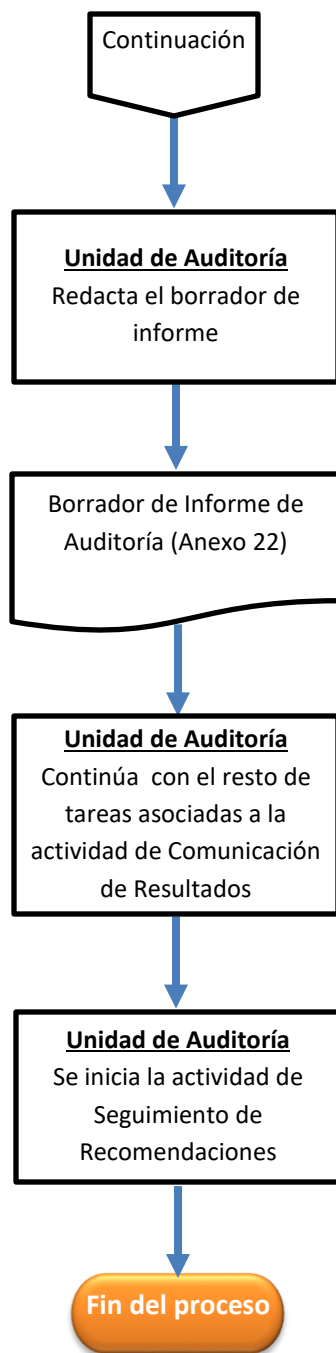 Continuación
Unidad de Auditoría
Redacta el borrador de
informe
Borrador de Informe de
Auditoría (Anexo 22)
Unidad de Auditoría
Continúa  con el resto de
tareas asociadas a la
actividad de Comunicación
de Resultados
Unidad de Auditoría
Se inicia la actividad de
Seguimiento de
Recomendaciones
Fin del proceso